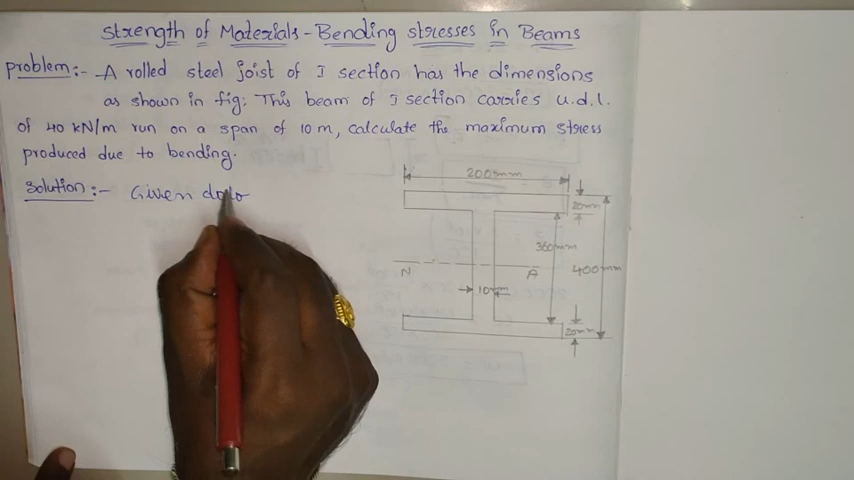 Strength of Materials - Bending stresses in Beams
Problem:- A rolled steel joist of I section has the dimensions
as shown in fig: This beam of I section carries u.d.l.
of 40 kN/m run on a span of 10 m, calculate the maximum stress
produced due to bending.
Solution:- Given data
200mm
20mm
360mm
N
A
400mm
10mm
20mm